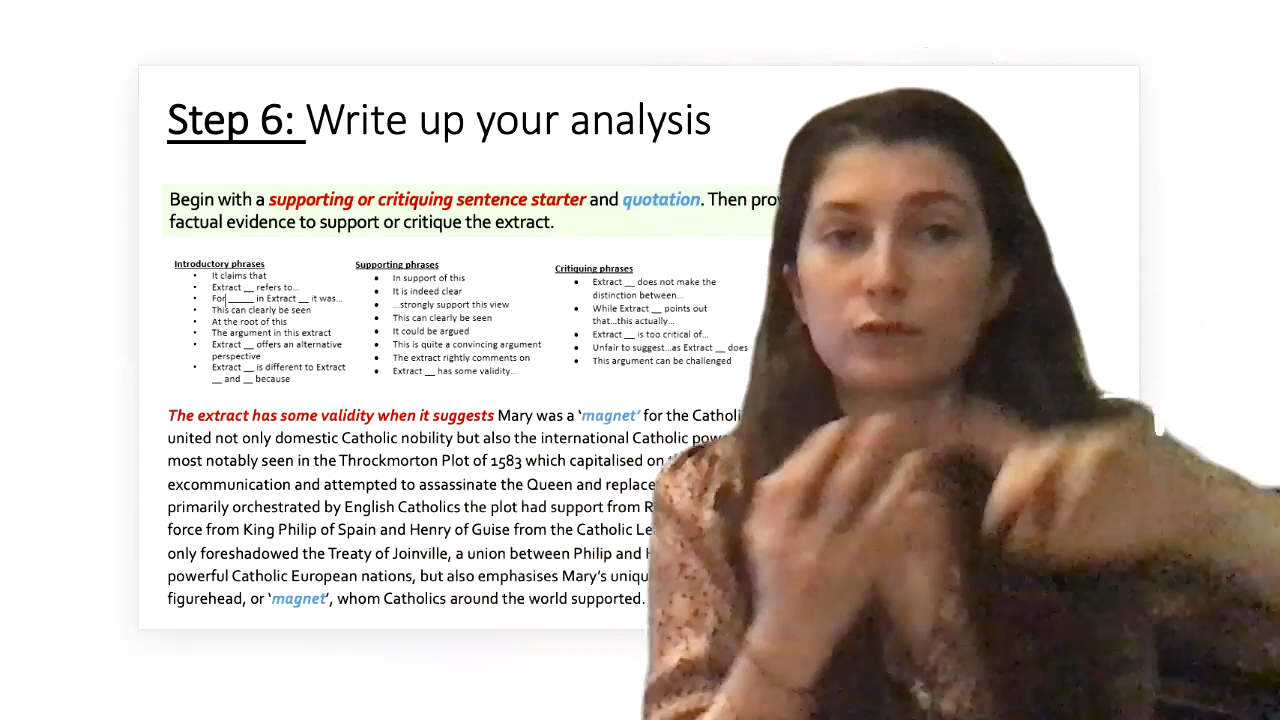 Step 6: Write up your analysis
Begin with a supporting or critiquing sentence starter and quotation. Then
factual evidence to support or critique the extract.
Introductory phrases
It claims that
Extract __ refers to...
For _____ in Extract __ it was...
This can clearly be seen
At the root of this
The argument in this extract
Extract __ offers an alternative
perspective
Extract __ is different to Extract
__ and __ because
Supporting phrases
In support of this
It is indeed clear
...strongly support this view
This can clearly be seen
It could be argued
This is quite a convincing argument
The extract rightly comments on
Extract __ has some validity...
Critiquing phrases
Extract __ does not make the
distinction between...
While Extract __ points out
that...this actually...
Extract __ is too critical of...
Unfair to suggest...as Extract __ does
This argument can be challenged
The extract has some validity when it suggests Mary was a ‘magnet’ for the
united not only domestic Catholic nobility but also the international Catholic
most notably seen in the Throckmorton Plot of 1583 which capitalised on
excommunication and attempted to assassinate the Queen and replace
primarily orchestrated by English Catholics the plot had support from
force from King Philip of Spain and Henry of Guise from the Catholic
only foreshadowed the Treaty of Joinville, a union between Philip and
powerful Catholic European nations, but also emphasises Mary’s
figurehead, or ‘magnet’, whom Catholics around the world supported.